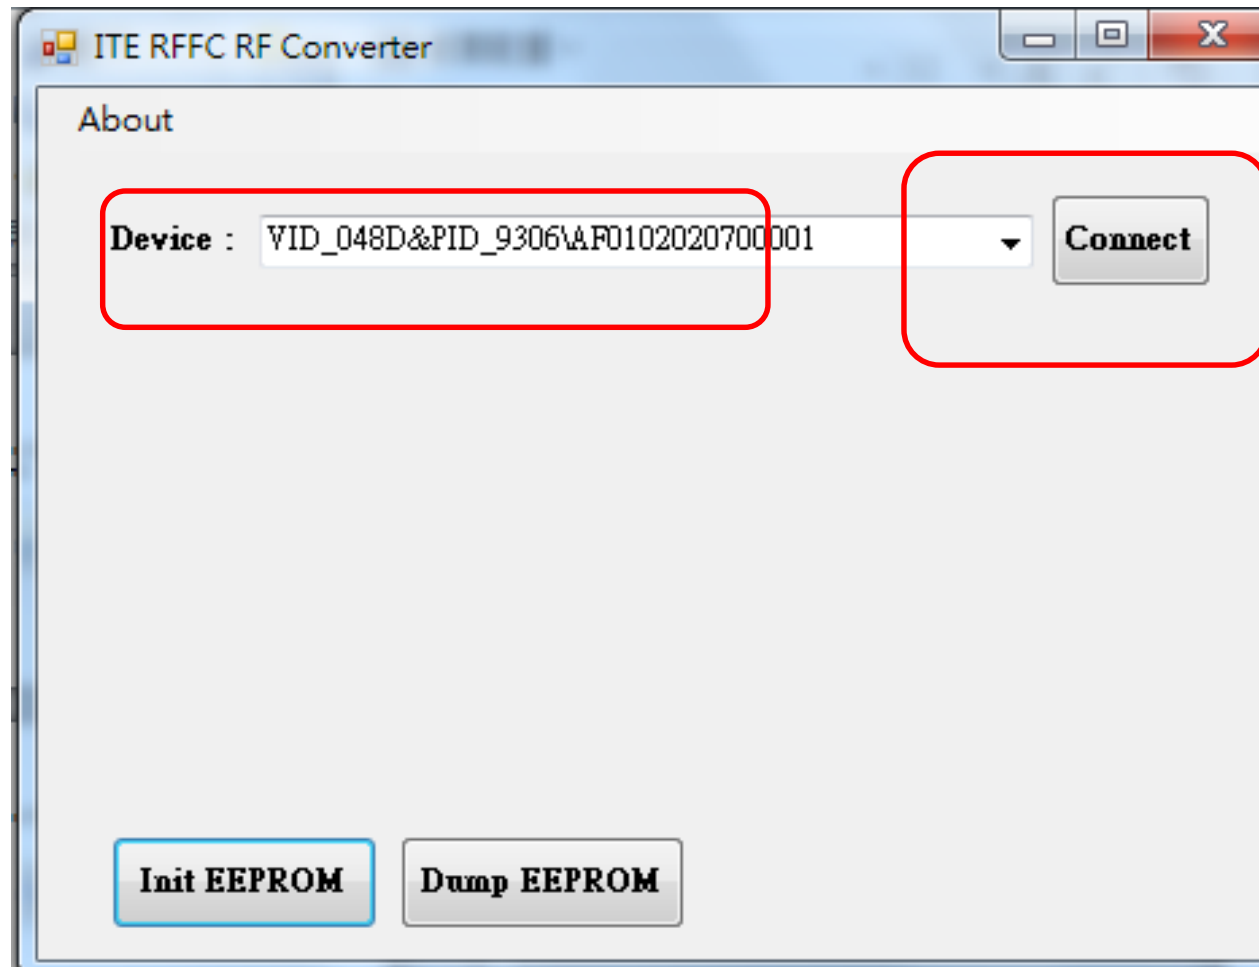 ITE RFFC RF Converter
About
Device : VID_048D&PID_9306\AF0102020700001 Connect
Init EEPROM Dump EEPROM